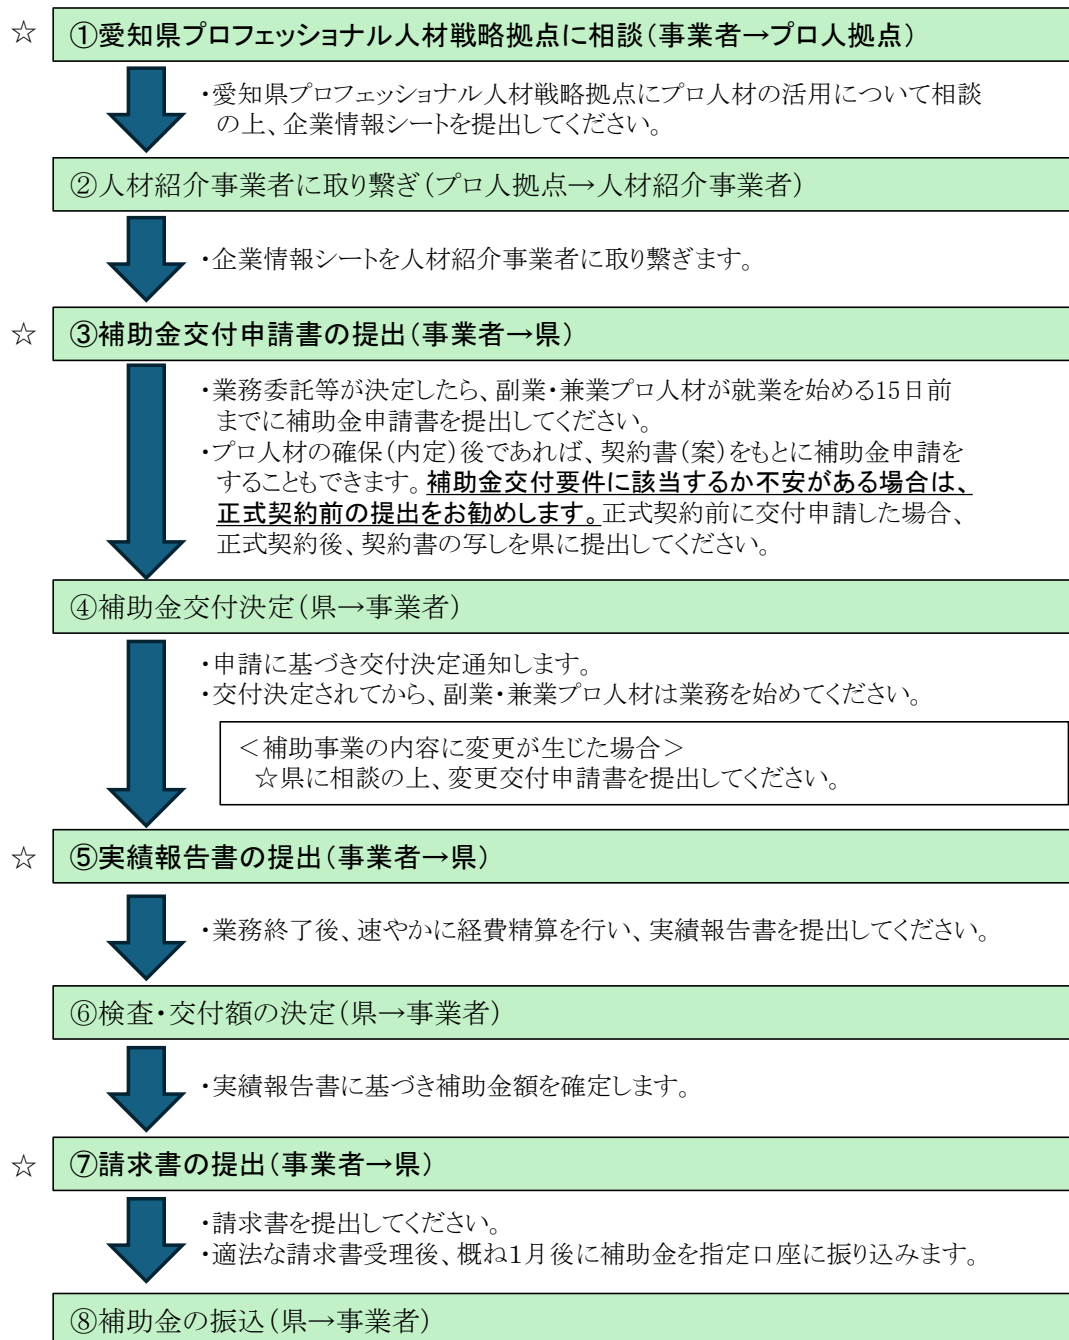 ☆ ①愛知県プロフェッショナル人材戦略拠点に相談(事業者→プロ人拠点)
・愛知県プロフェッショナル人材戦略拠点にプロ人材の活用について相談
の上、企業情報シートを提出してください。
②人材紹介事業者に取り繋ぎ(プロ人拠点→人材紹介事業者)
・企業情報シートを人材紹介事業者に取り繋ぎます。
☆ ③補助金交付申請書の提出(事業者→県)
・業務委託等が決定したら、副業・兼業プロ人材が就業を始める15日前
までに補助金申請書を提出してください。
・プロ人材の確保(内定)後であれば、契約書(案)をもとに補助金申請を
することもできます。補助金交付要件に該当するか不安がある場合は、
正式契約前の提出をお勧めします。正式契約前に交付申請した場合、
正式契約後、契約書の写しを県に提出してください。
④補助金交付決定(県→事業者)
・申請に基づき交付決定通知します。
・交付決定されてから、副業・兼業プロ人材は業務を始めてください。
<補助事業の内容に変更が生じた場合>
☆県に相談の上、変更交付申請書を提出してください。
☆ ⑤実績報告書の提出(事業者→県)
・業務終了後、速やかに経費精算を行い、実績報告書を提出してください。
⑥検査・交付額の決定(県→事業者)
・実績報告書に基づき補助金額を確定します。
☆ ⑦請求書の提出(事業者→県)
・請求書を提出してください。
・適法な請求書受理後、概ね1月後に補助金を指定口座に振り込みます。
⑧補助金の振込(県→事業者)